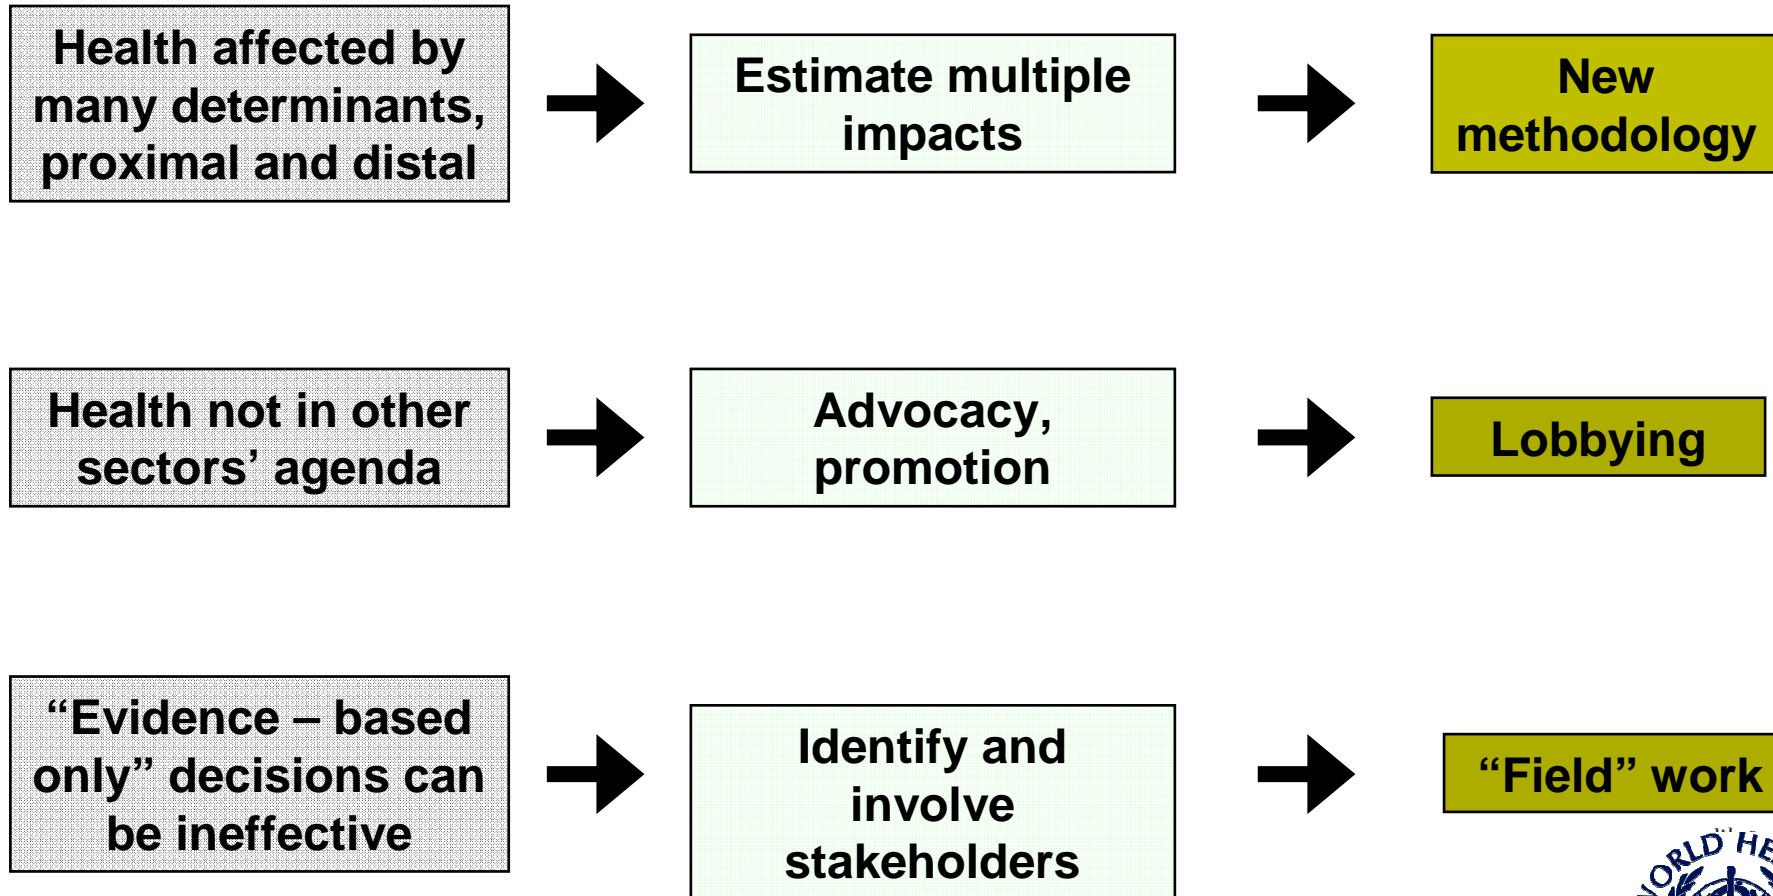 Health affected by
many determinants,
proximal and distal
Estimate multiple
impacts
New
methodology
Health not in other
sectors’ agenda
Advocacy,
promotion
Lobbying
“Evidence – based
only” decisions can
be ineffective
Identify and
involve
stakeholders
“Field” work
WORLD